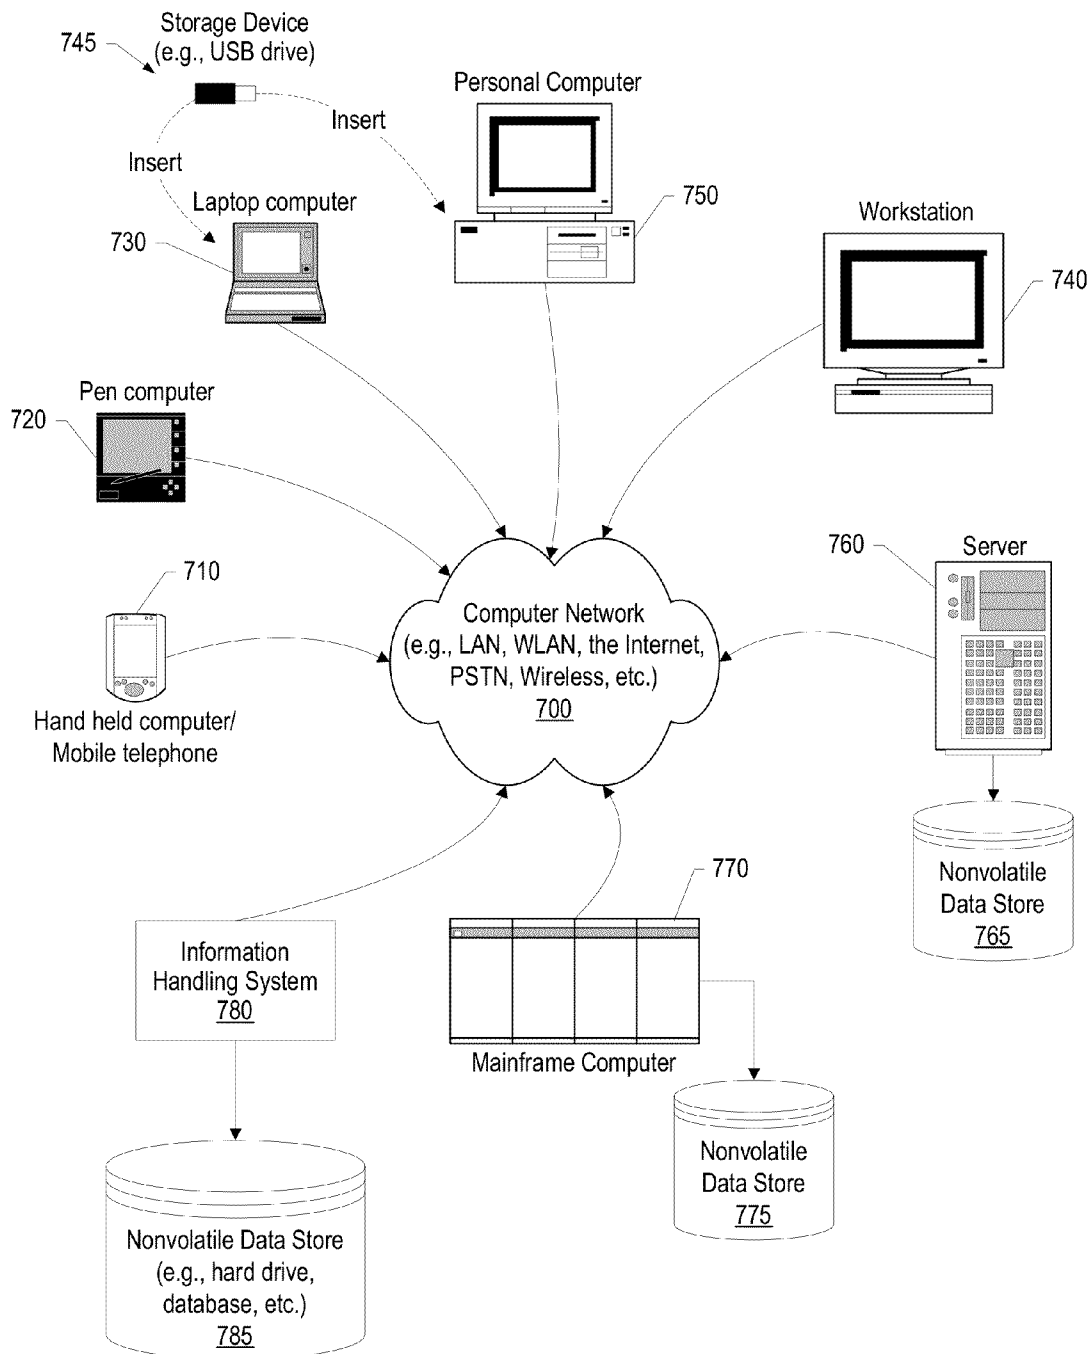 Storage Device
(e.g., USB drive)
745
Personal Computer
Insert
Insert
Laptop computer
730
750
Workstation
740
Pen computer
720
710
Hand held computer/
Mobile telephone
Computer Network
(e.g., LAN, WLAN, the Internet,
PSTN, Wireless, etc.)
700
760
Server
Nonvolatile
Data Store
765
770
Mainframe Computer
Information
Handling System
780
Nonvolatile
Data Store
775
Nonvolatile Data Store
(e.g., hard drive,
database, etc.)
785